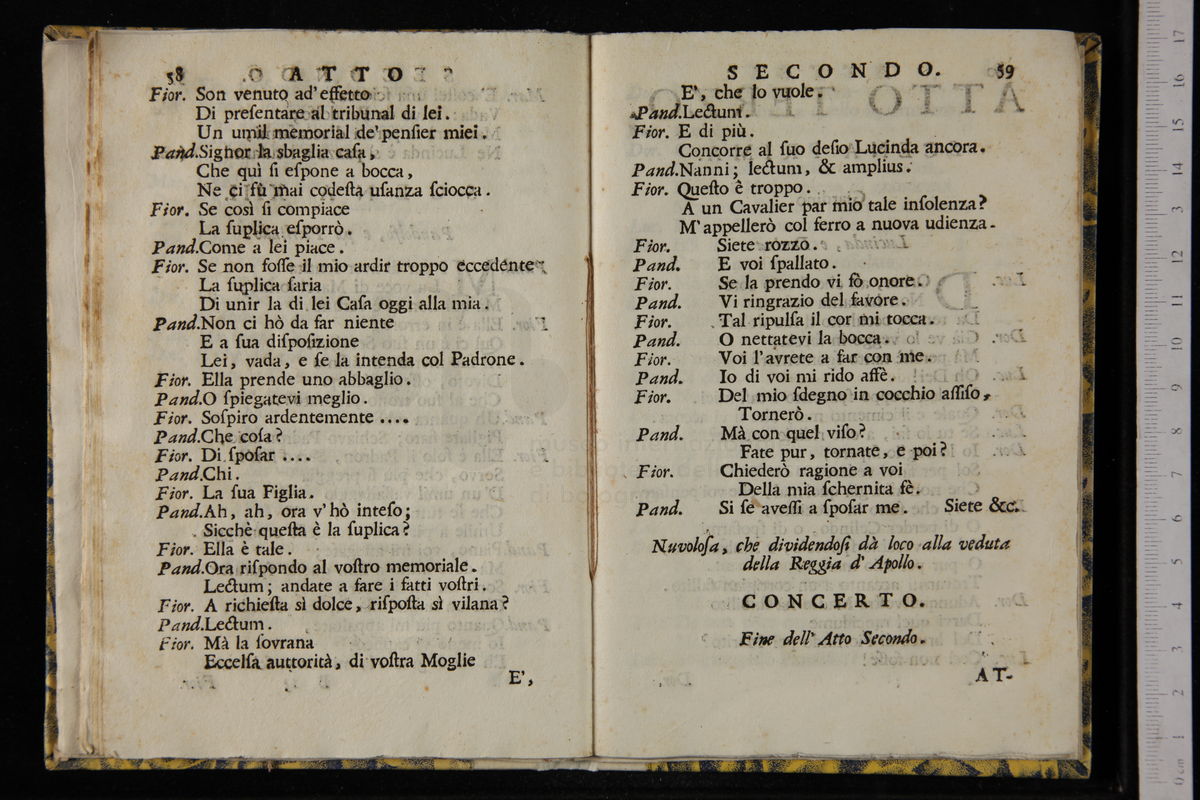 58 ATTO
Fior. Son venuto ad'effetto
Di preſentare al tribunal di lei.
Un umil memorial de'penſier miei.
Pand.Signor la sbaglia caſa,
Che quì ſi eſpone a bocca,
Ne ci fù mai codeſta uſanza ſciocca.
Fior. Se così ſi compiace
La ſuplica eſporrò.
Pand.Come a lei piace.
Fior. Se non foſſe il mio ardir troppo eccedente
La ſuplica ſaria
Di unir la di lei Caſa oggi alla mia.
Pand.Non ci hò da far niente
E a ſua diſpoſizione
Lei, vada, e ſe la intenda col Padrone.
Fior. Ella prende uno abbaglio.
Pand.O ſpiegatevi meglio.
Fior. Soſpiro ardentemente ....
Pand.Che coſa?
Fior. Di ſpoſar ....
Pand.Chi.
Fior. La ſua Figlia.
Pand.Ah, ah, ora v'hò inteſo;
Sicchè queſta è la ſuplica?
Fior. Ella è tale.
Pand.Ora riſpondo al voſtro memoriale.
Lectum; andate a fare i fatti voſtri.
Fior. A richieſta sì dolce, riſpoſta sì vilana?
Pand.Lectum.
Fior. Mà la ſovrana
Eccelſa auttorità, di voſtra Moglie
E',
SECONDO. 59
E', che lo vuole.
Pand.Lectum.
Fior. E di più.
Concorre al ſuo deſio Lucinda ancora.
Pand.Nanni; lectum, & amplius.
Fior. Queſto è troppo.
A un Cavalier par mio tale inſolenza?
M'appellerò col ferro a nuova udienza.
Fior. Siete rozzo.
Pand. E voi ſpallato.
Fior. Se la prendo vi fò onore.
Pand. Vi ringrazio del favore.
Fior. Tal ripulſa il cor mi tocca.
Pand. O nettatevi la bocca.
Fior. Voi l'avrete a far con me.
Pand. Io di voi mi rido affè.
Fior. Del mio ſdegno in cocchio aſſiſo,
Tornerò.
Pand. Mà con quel viſo?
Fate pur, tornate, e poi?
Fior. Chiederò ragione a voi
Della mia ſchernita fè.
Pand. Si ſe aveſſi a ſpoſar me. Siete &c.
Nuvoloſa, che dividendoſi dà loco alla veduta
della Reggia d'Apollo.
CONCERTO.
Fine dell'Atto Secondo.
AT-